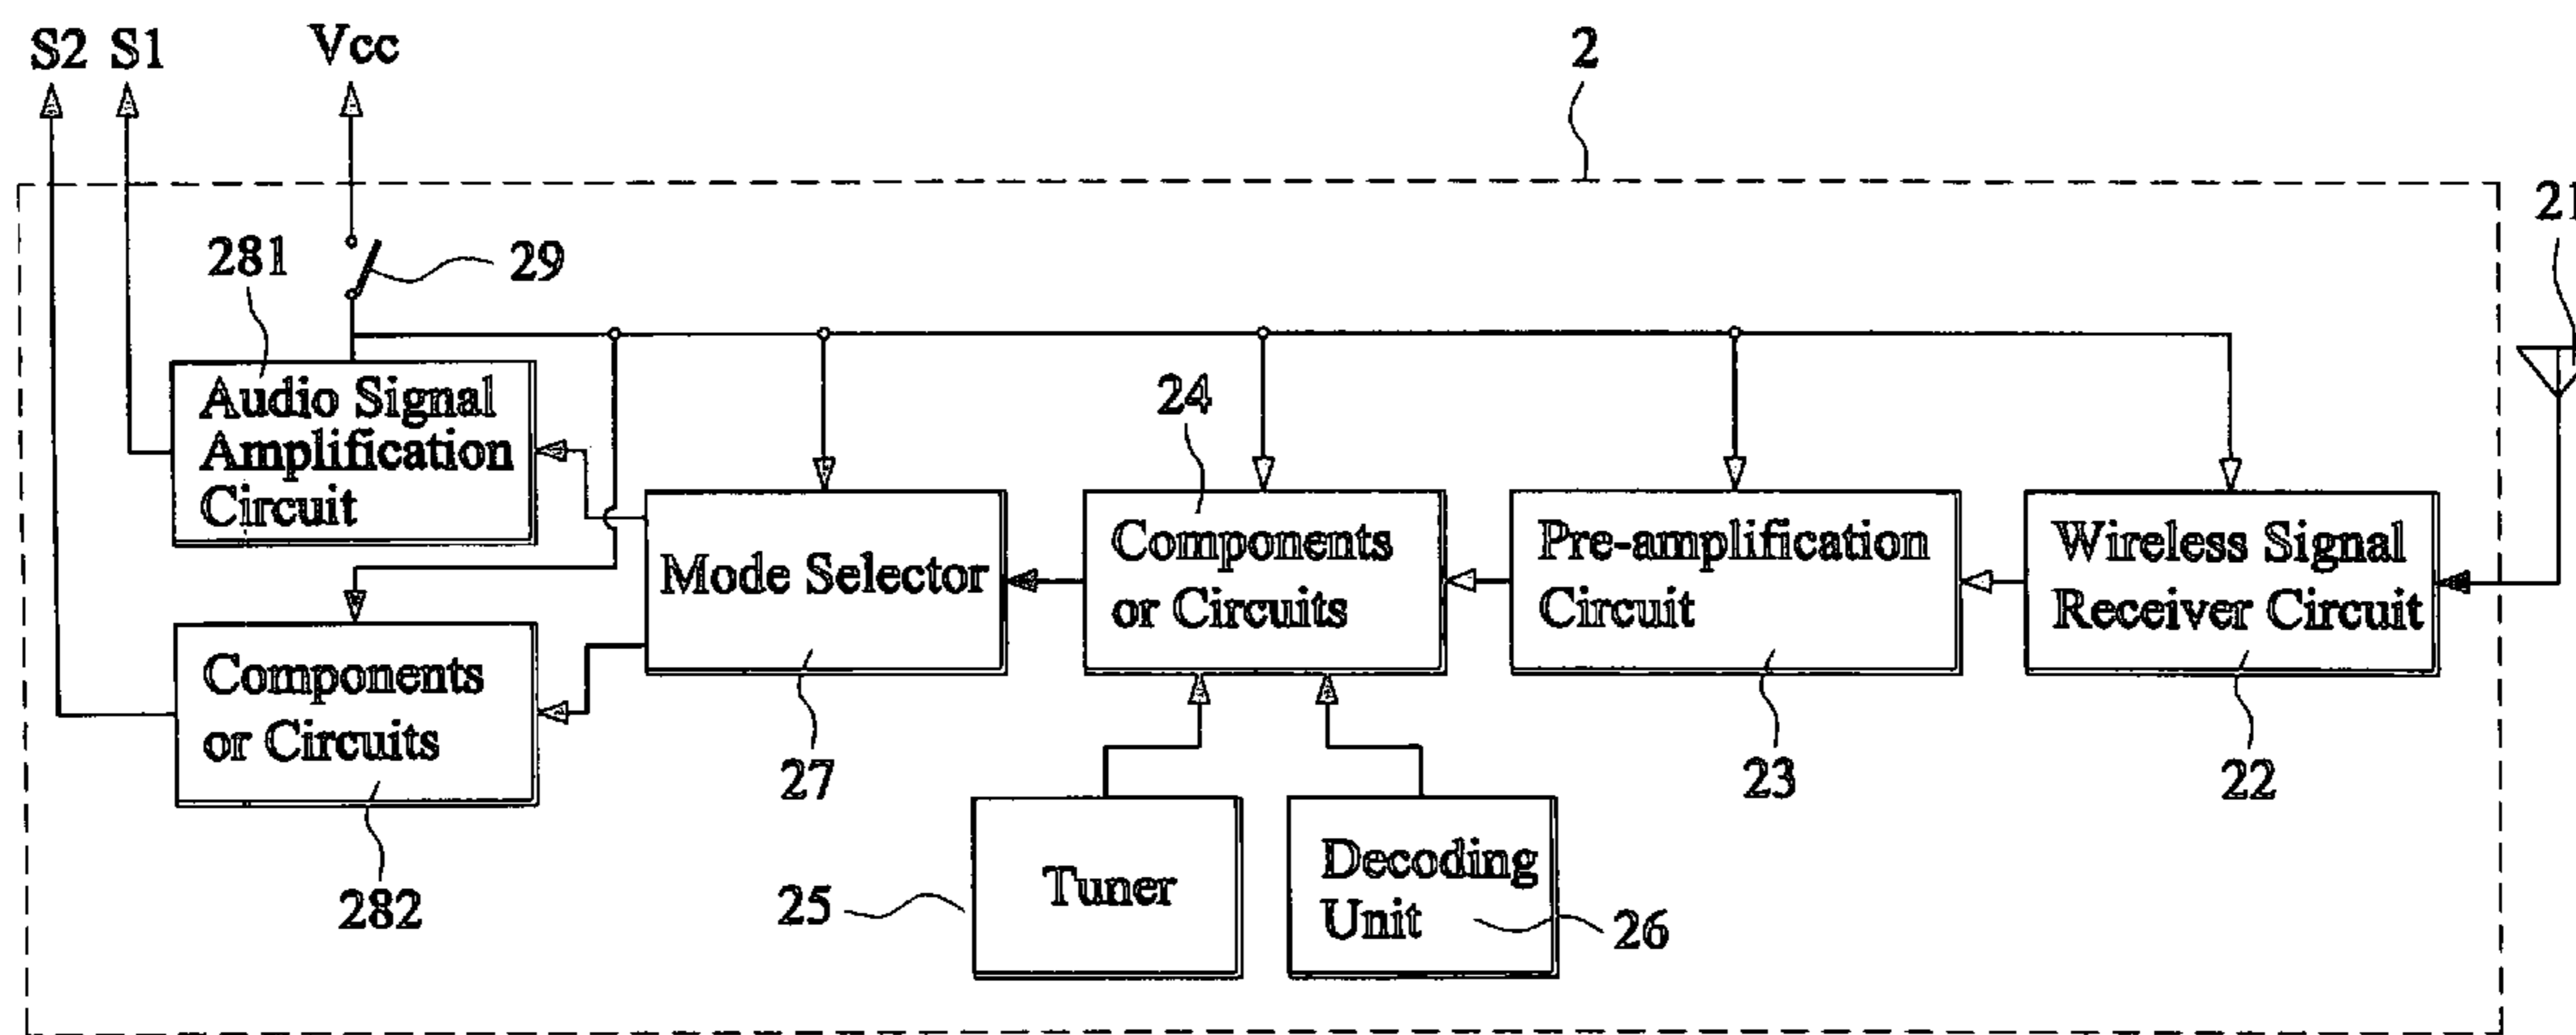 S2 S1 Vcc 2
21
281 29
24
Audio Signal
Amplification
Circuit
Mode Selector
Components
or Circuits
Pre-amplification
Circuit
Wireless Signal
Receiver Circuit
Components
or Circuits
27 23 22
282
25
Tuner
Decoding
Unit
26